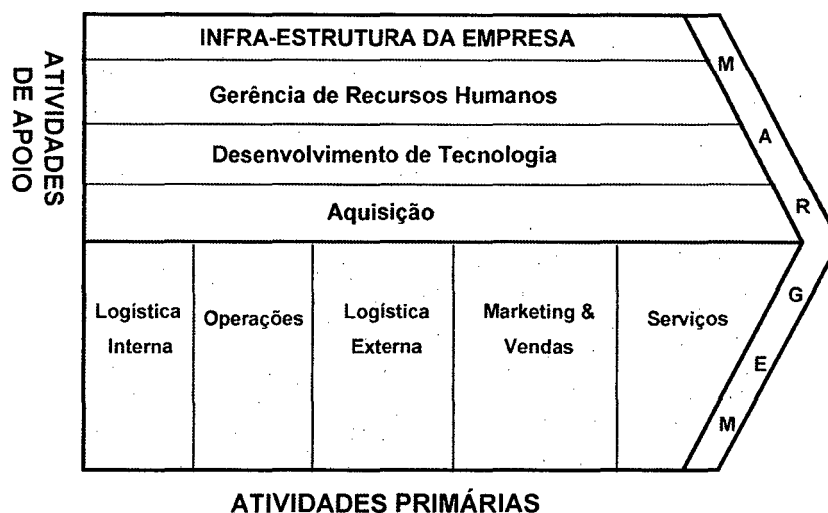 ATIVIDADES
DE APOIO
INFRA-ESTRUTURA DA EMPRESA
Gerência de Recursos Humanos
Desenvolvimento de Tecnologia
Aquisição
Logística
Interna
Operações
Logística
Externa
Marketing &
Vendas
Serviços
M
A
R
G
E
M
ATIVIDADES PRIMÁRIAS